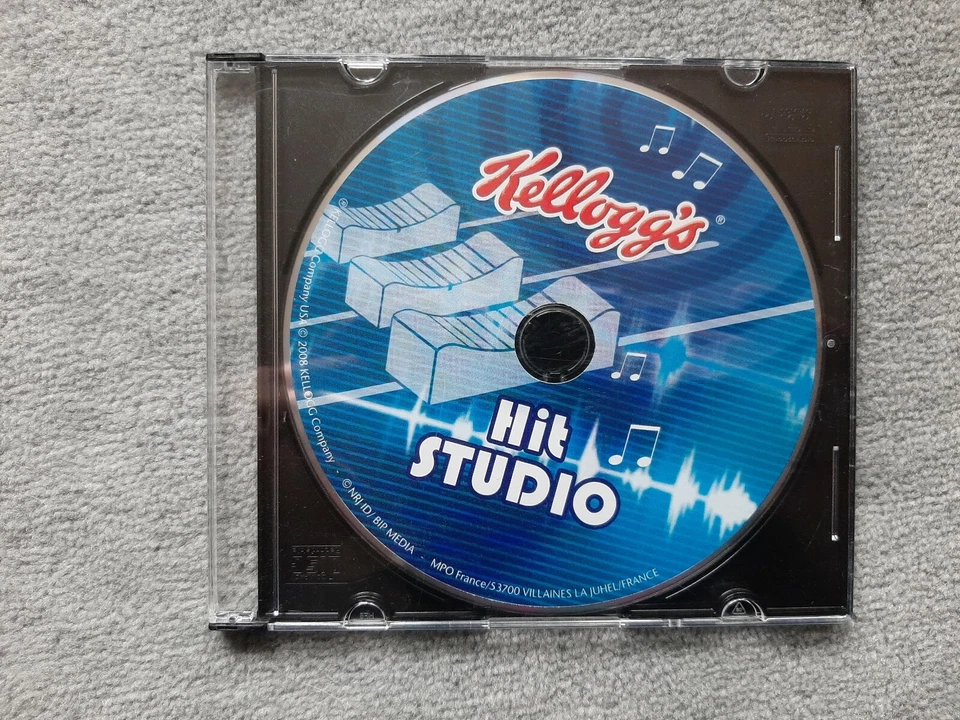 Kellogg's®
Hit
STUDIO
® KELLOGG Company USA © 2008 KELLOGG Company - © NRJ ID/ BIP MEDIA - MPO France/53700 VILLAINES LA JUHEL/FRANCE